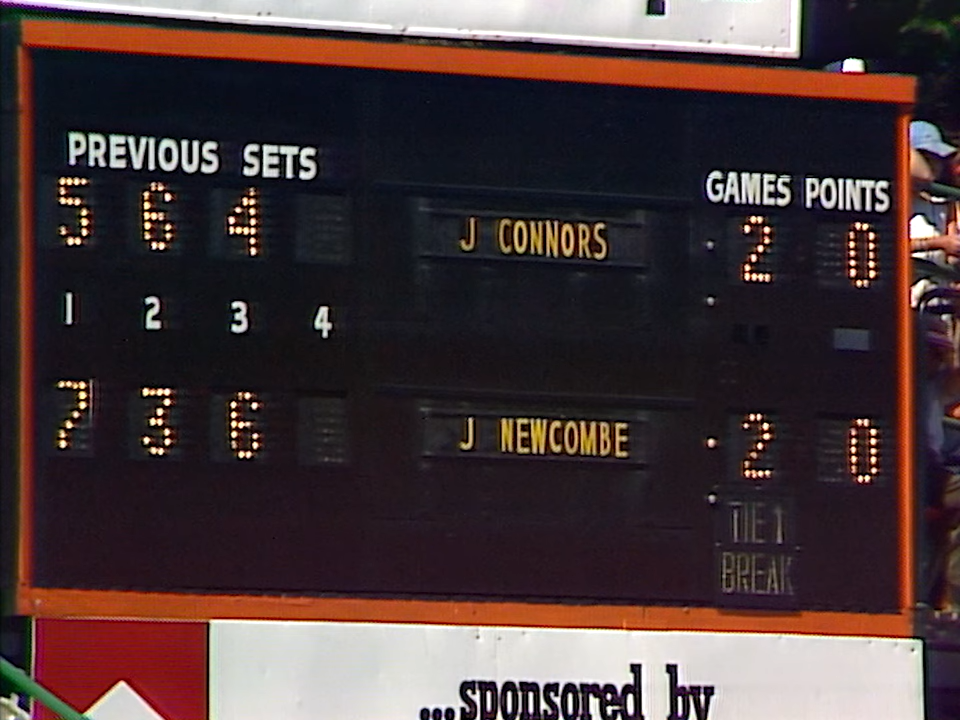 PREVIOUS SETS
GAMES POINTS
5 6 4 J CONNORS 2 0
1 2 3 4
7 3 6 J NEWCOMBE 2 0
TIE
BREAK
...sponsored by